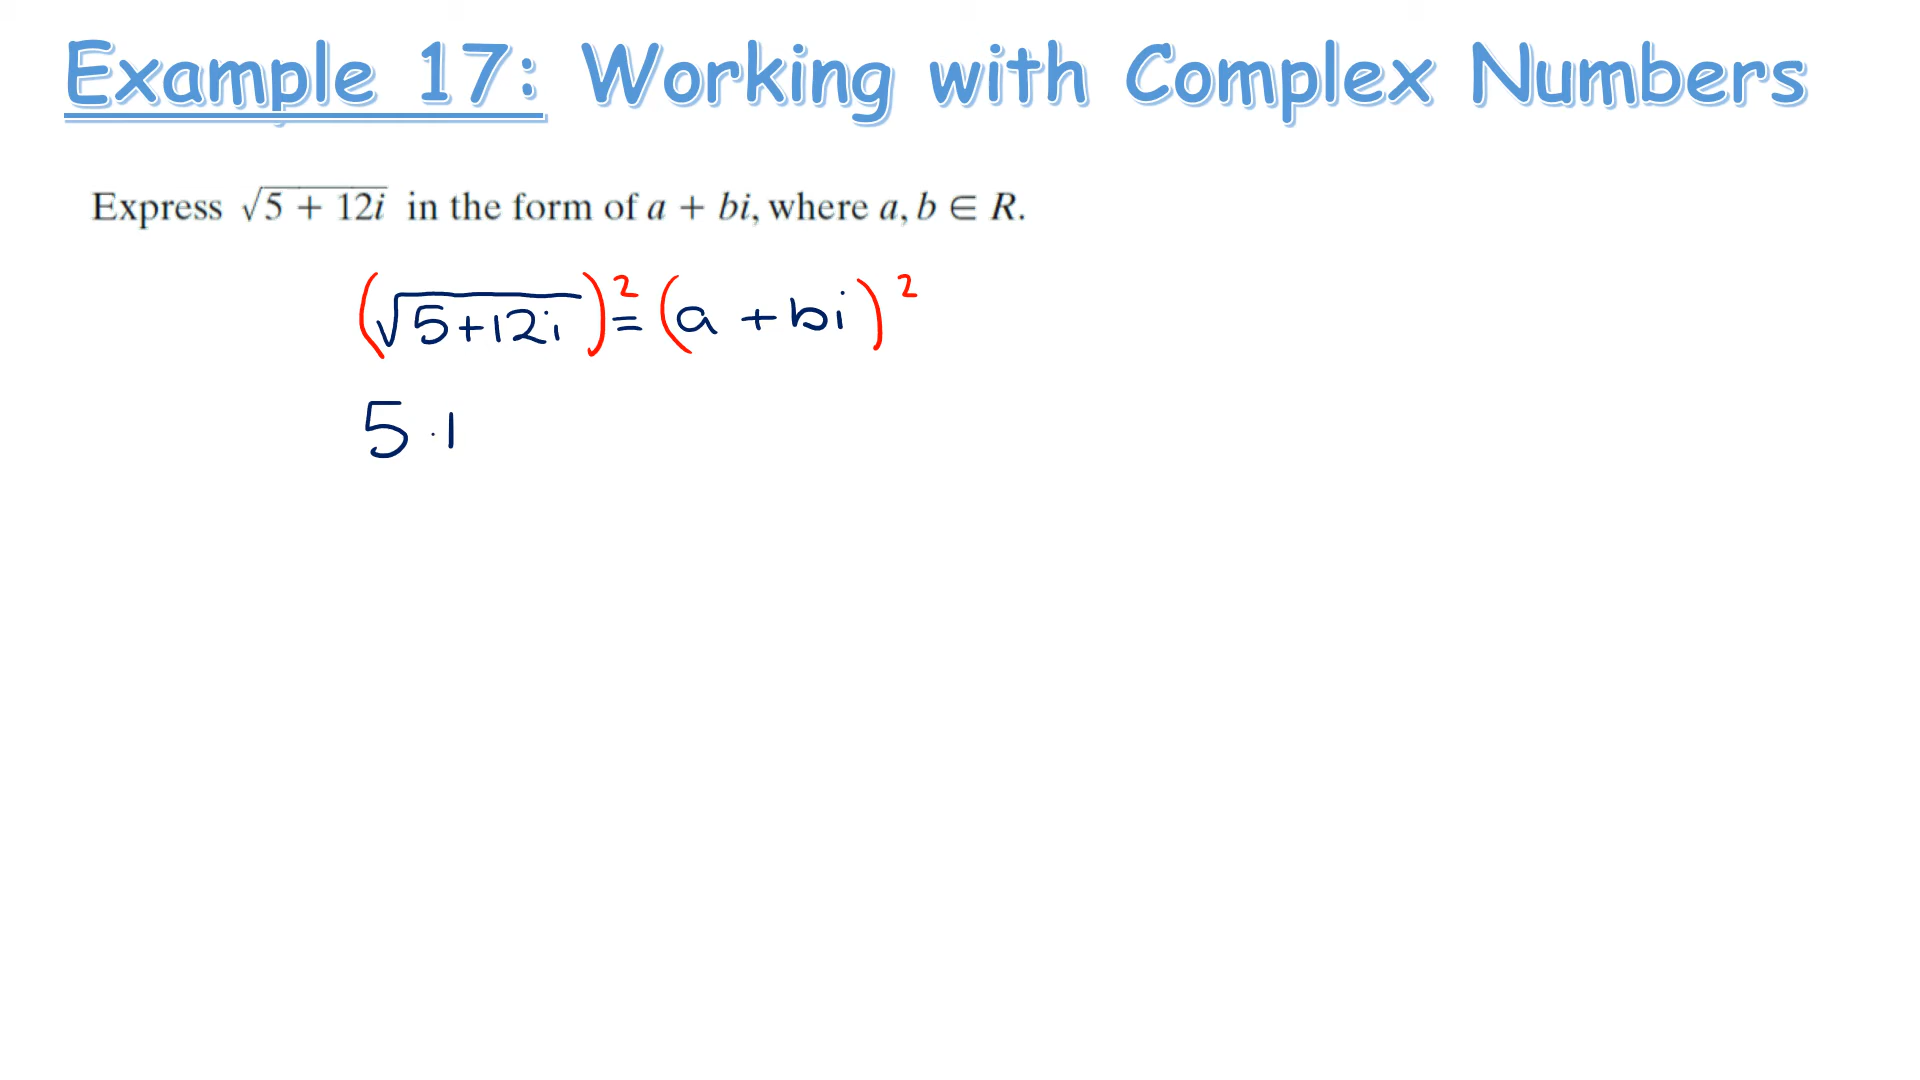 Example 17: Working with Complex Numbers
Express √5 + 12i in the form of a + bi, where a, b ∈ R.
(√5+12i)² = (a + bi)²
5